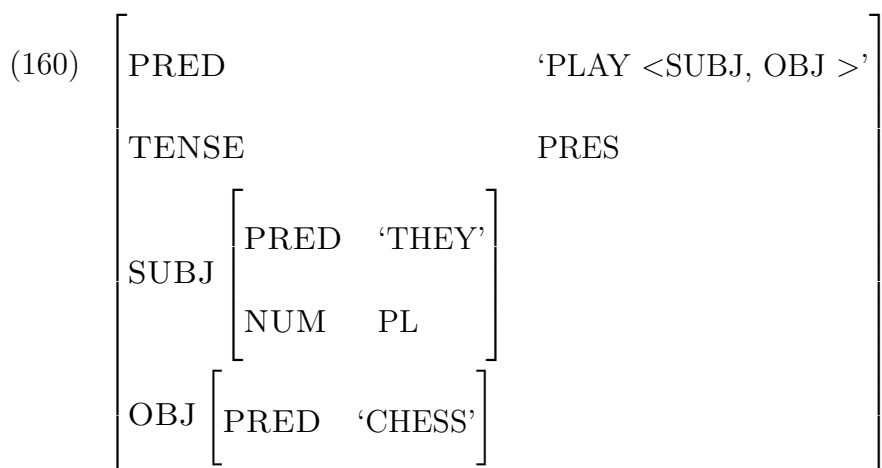 (160) PRED ‘PLAY <SUBJ, OBJ >’
TENSE PRES
SUBJ PRED ‘THEY’
NUM PL
OBJ PRED ‘CHESS’